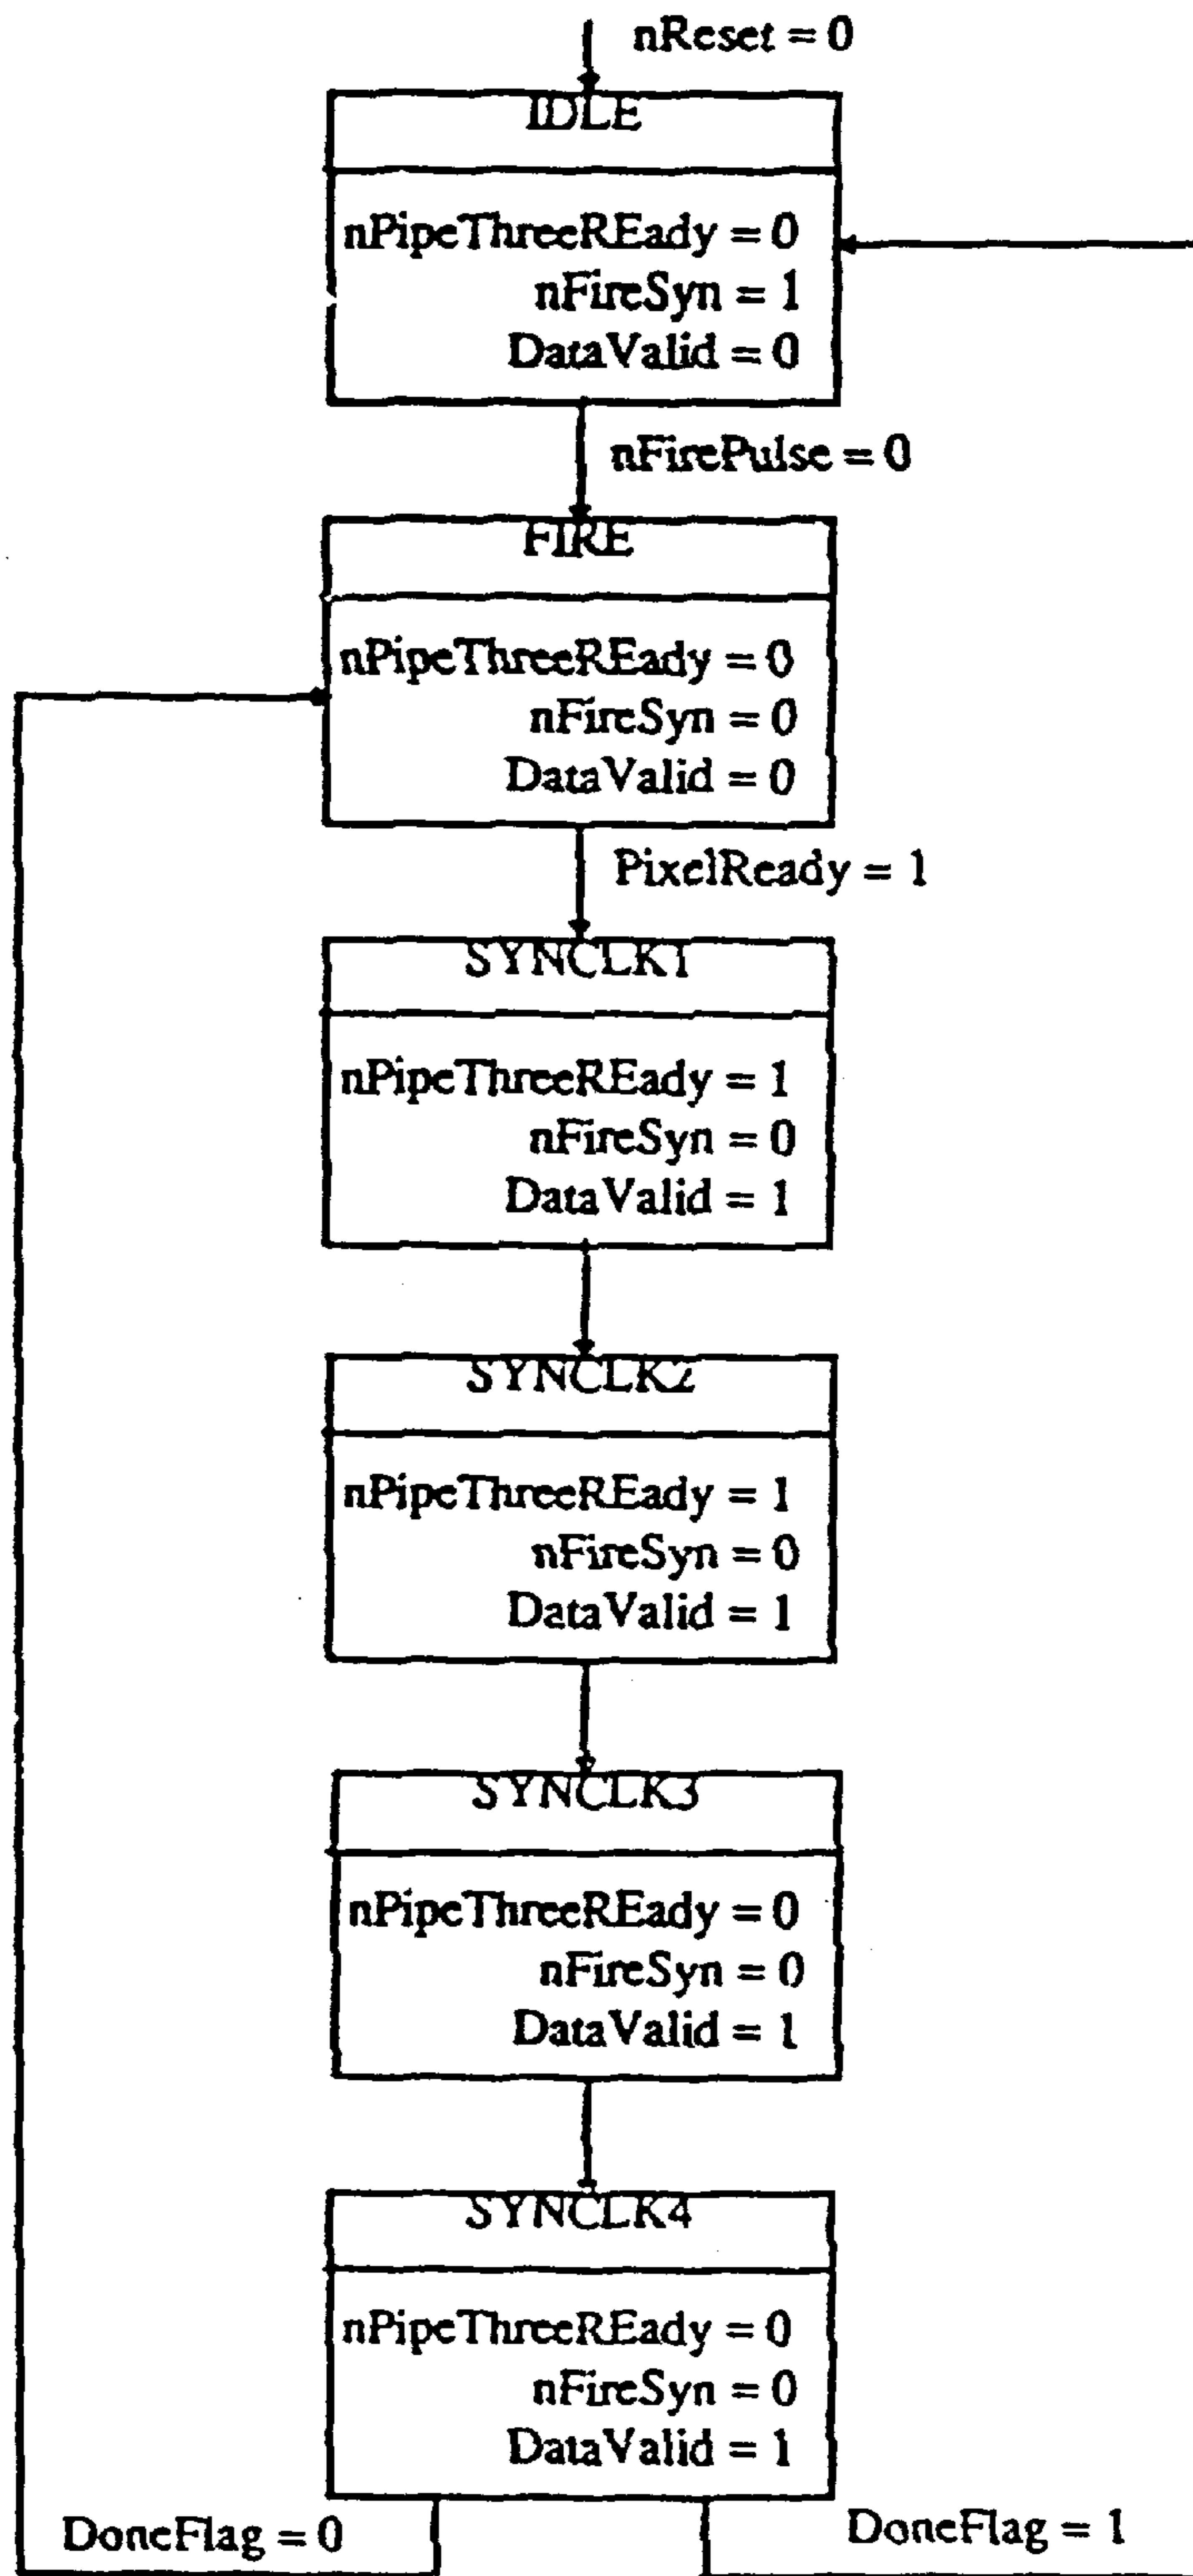 nReset = 0
IDLE
nPipeThreeREady = 0
nFireSyn = 1
DataValid = 0
nFirePulse = 0
FIRE
nPipeThreeREady = 0
nFireSyn = 0
DataValid = 0
PixelReady = 1
SYNCLK1
nPipeThreeREady = 1
nFireSyn = 0
DataValid = 1
SYNCLK2
nPipeThreeREady = 1
nFireSyn = 0
DataValid = 1
SYNCLK3
nPipeThreeREady = 0
nFireSyn = 0
DataValid = 1
SYNCLK4
nPipeThreeREady = 0
nFireSyn = 0
DataValid = 1
DoneFlag = 0
DoneFlag = 1